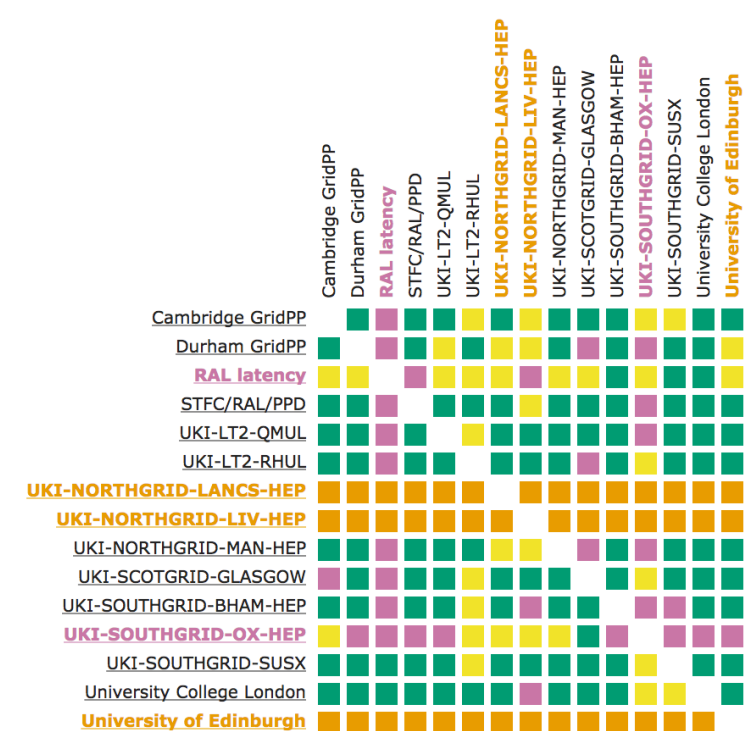 Cambridge GridPP
Durham GridPP
RAL latency
STFC/RAL/PPD
UKI-LT2-QMUL
UKI-LT2-RHUL
UKI-NORTHGRID-LANCS-HEP
UKI-NORTHGRID-LIV-HEP
UKI-NORTHGRID-MAN-HEP
UKI-SCOTGRID-GLASGOW
UKI-SOUTHGRID-BHAM-HEP
UKI-SOUTHGRID-OX-HEP
UKI-SOUTHGRID-SUSX
University College London
University of Edinburgh
Cambridge GridPP
Durham GridPP
RAL latency
STFC/RAL/PPD
UKI-LT2-QMUL
UKI-LT2-RHUL
UKI-NORTHGRID-LANCS-HEP
UKI-NORTHGRID-LIV-HEP
UKI-NORTHGRID-MAN-HEP
UKI-SCOTGRID-GLASGOW
UKI-SOUTHGRID-BHAM-HEP
UKI-SOUTHGRID-OX-HEP
UKI-SOUTHGRID-SUSX
University College London
University of Edinburgh